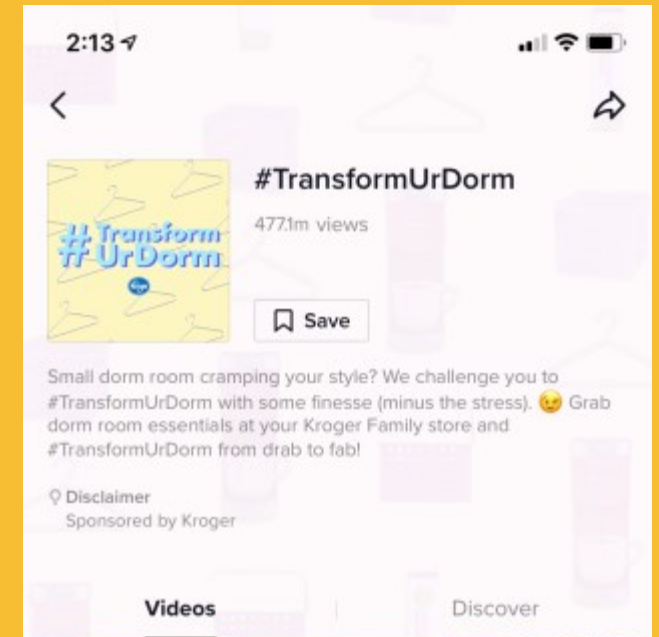 2:13
#TransformUrDorm
477.1m views
# Transform
UrDorm
Kroger
Save
Small dorm room cramping your style? We challenge you to
#TransformUrDorm with some finesse (minus the stress). 😉 Grab
dorm room essentials at your Kroger Family store and
#TransformUrDorm from drab to fab!
Disclaimer
Sponsored by Kroger
Videos
Discover